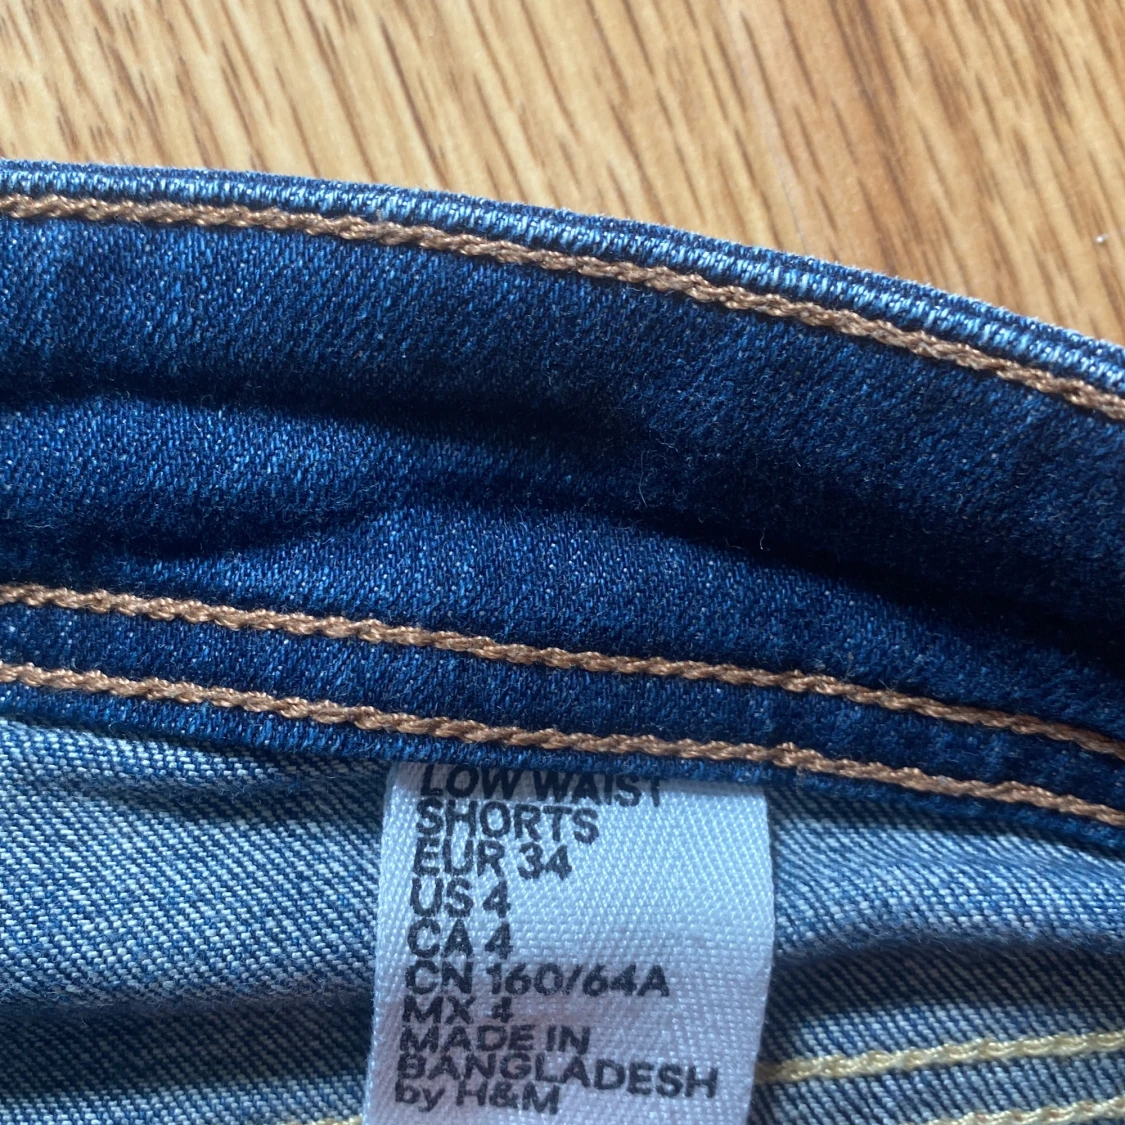 LOW WAIST
SHORTS
EUR 34
US 4
CA 4
CN 160/64A
MX 4
MADE IN
BANGLADESH
by H&M